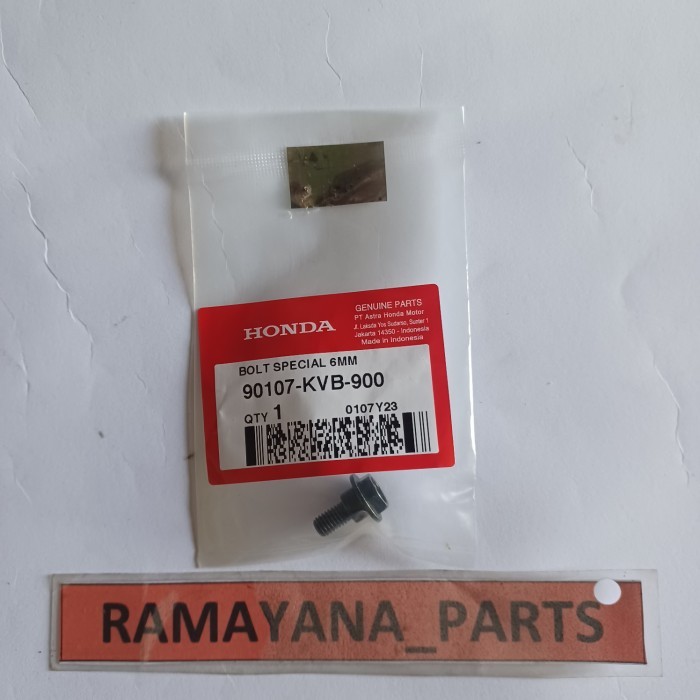 HONDA
GENUINE PARTS
PT Astra Honda Motor
Jl. Laksda Yos Sudarso, Sunter 1
Jakarta 14350 - Indonesia
Made in Indonesia
BOLT SPECIAL 6MM
90107-KVB-900
QTY 1 0107Y23
RAMAYANA_PARTS